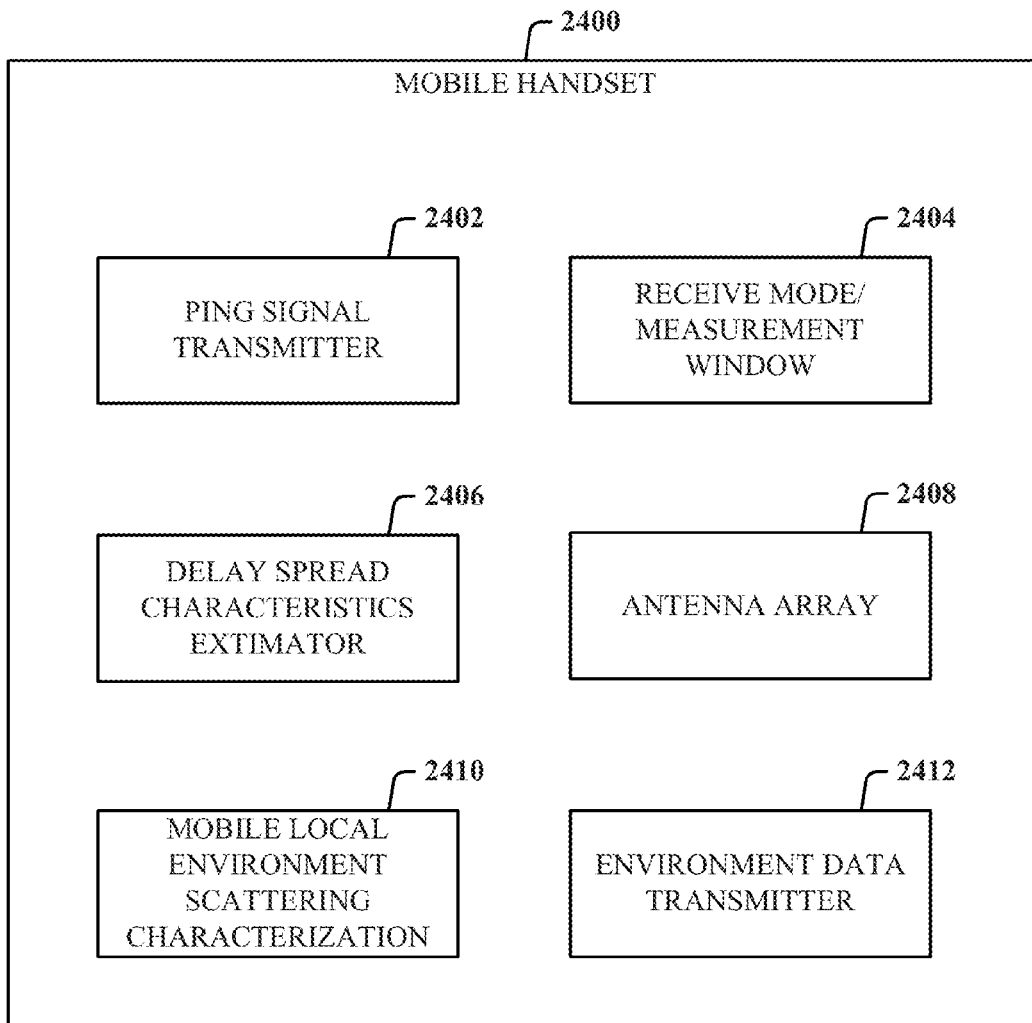 2400
MOBILE HANDSET
2402
PING SIGNAL
TRANSMITTER
2404
RECEIVE MODE/
MEASUREMENT
WINDOW
2406
DELAY SPREAD
CHARACTERISTICS
EXTIMATOR
2408
ANTENNA ARRAY
2410
MOBILE LOCAL
ENVIRONMENT
SCATTERING
CHARACTERIZATION
2412
ENVIRONMENT DATA
TRANSMITTER